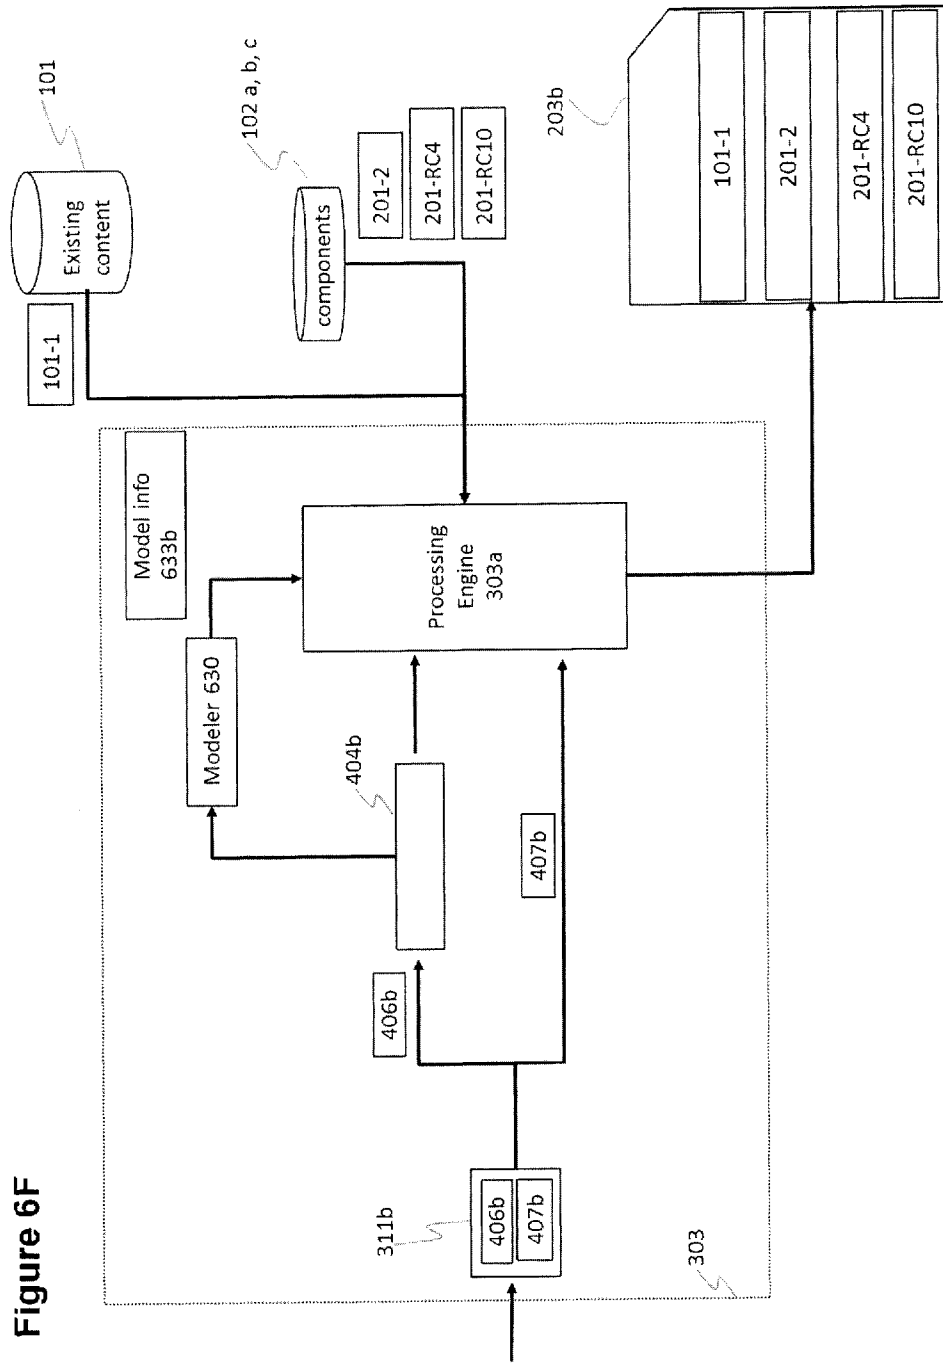 Figure 6F
101
Existing
content
101-1
102 a, b, c
components
201-2
201-RC4
201-RC10
Model info
633b
Modeler 630
Processing
Engine
303a
404b
406b
407b
311b
406b
407b
303
203b
101-1
201-2
201-RC4
201-RC10